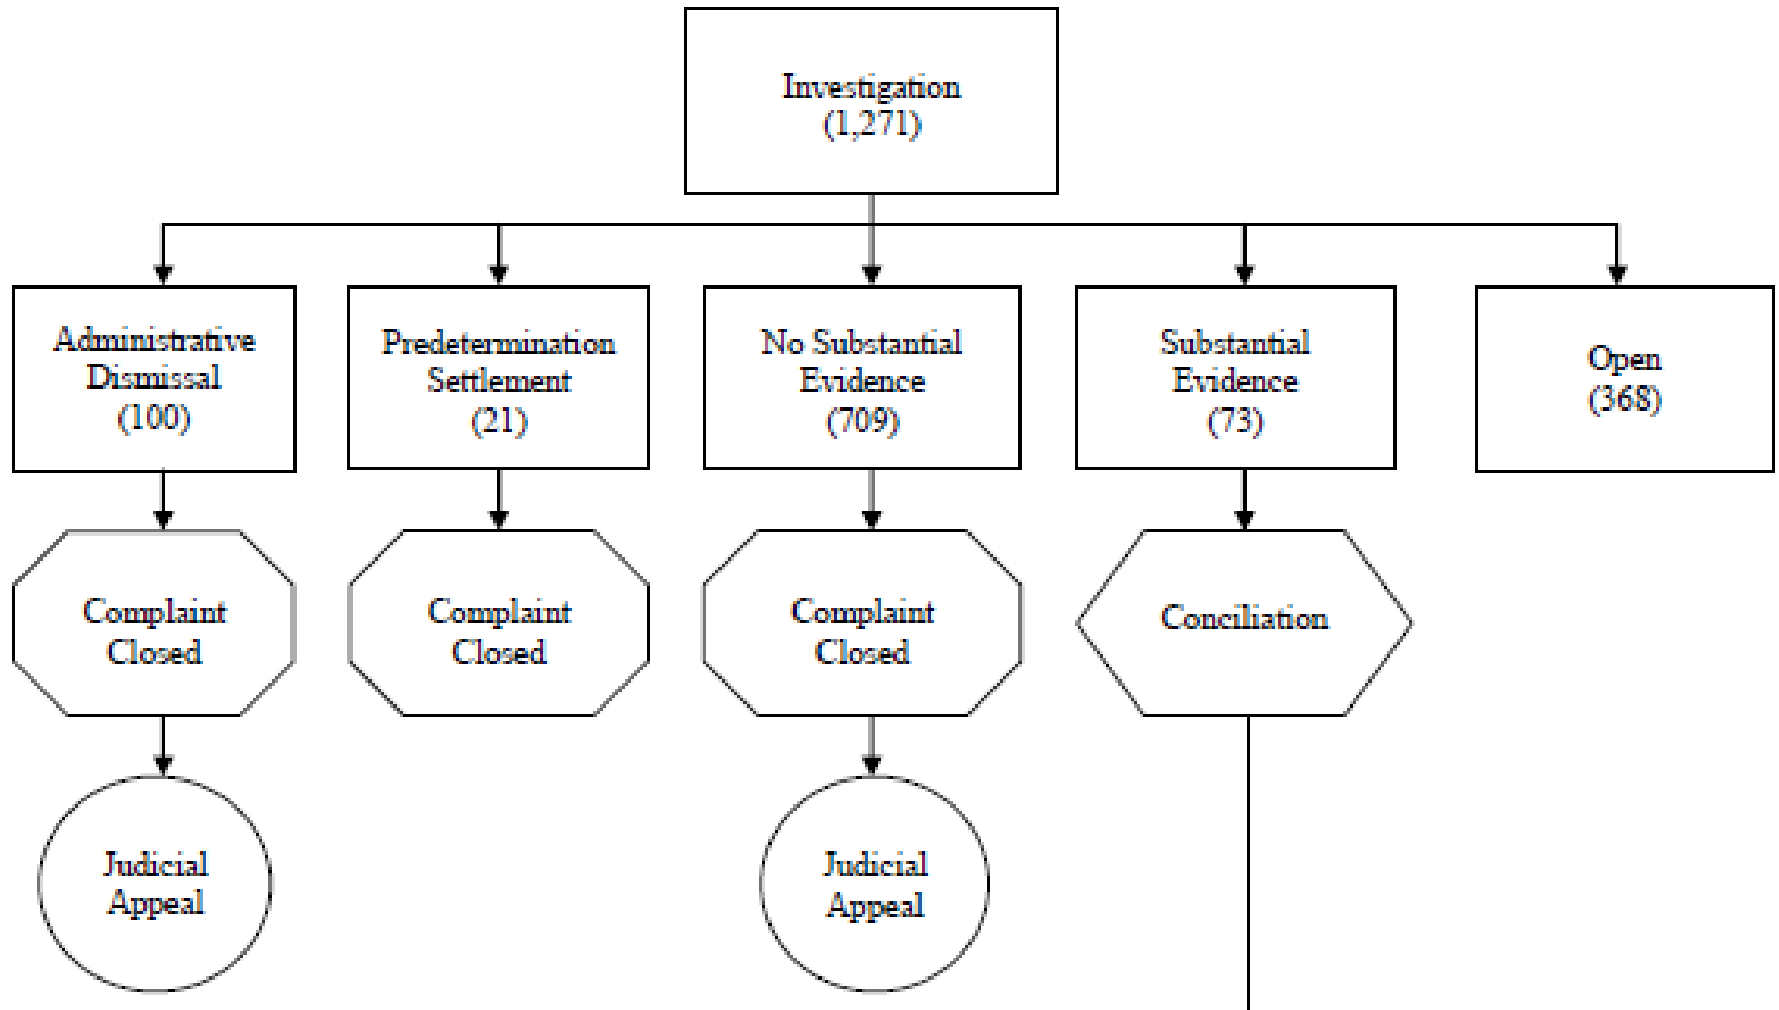 Investigation
(1,271)
Administrative
Dismissal
(100)
Predetermination
Settlement
(21)
No Substantial
Evidence
(709)
Substantial
Evidence
(73)
Open
(368)
Complaint
Closed
Complaint
Closed
Complaint
Closed
Conciliation
Judicial
Appeal
Judicial
Appeal